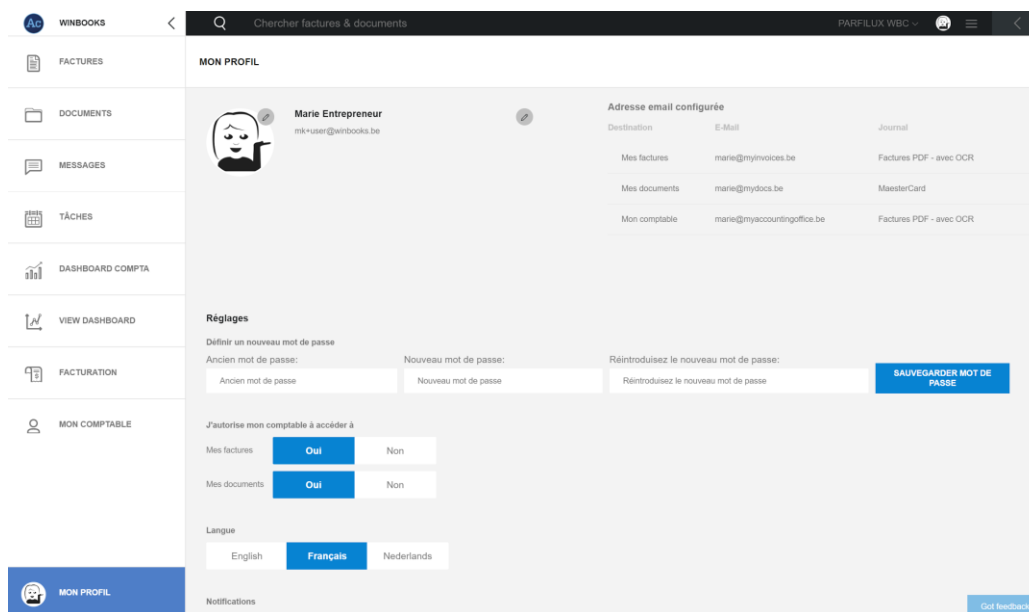 Ac WINBOOKS
Chercher factures & documents
PARFILUX WBC
FACTURES
DOCUMENTS
MESSAGES
TÂCHES
DASHBOARD COMPTA
VIEW DASHBOARD
FACTURATION
MON COMPTABLE
MON PROFIL
MON PROFIL
Marie Entrepreneur
mk+user@winbooks.be
Adresse email configurée
Destination E-Mail Journal
Mes factures marie@myinvoices.be Factures PDF - avec OCR
Mes documents marie@mydocs.be MaesterCard
Mon comptable marie@myaccountingoffice.be Factures PDF - avec OCR
Réglages
Définir un nouveau mot de passe
Ancien mot de passe: Nouveau mot de passe: Réintroduisez le nouveau mot de passe:
Ancien mot de passe Nouveau mot de passe Réintroduisez le nouveau mot de passe
SAUVEGARDER MOT DE
PASSE
J'autorise mon comptable à accéder à
Mes factures Oui Non
Mes documents Oui Non
Langue
English Français Nederlands
Notifications
Got feedback